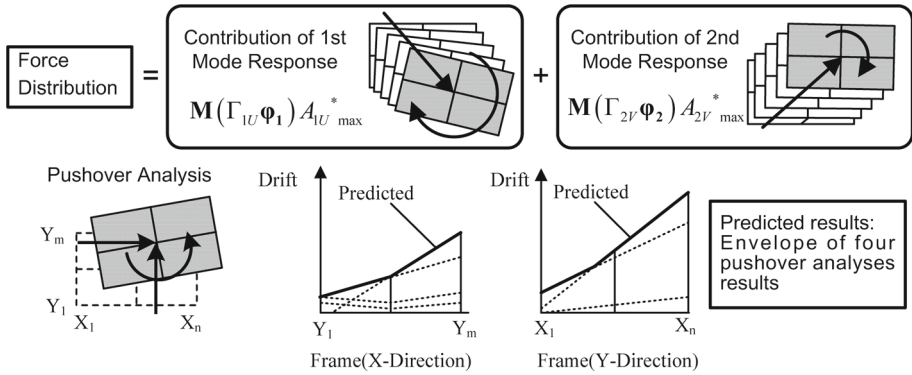 Force
Distribution
=
Contribution of 1st
Mode Response
M(Γ1Uφ1)A1U*max
+
Contribution of 2nd
Mode Response
M(Γ2Vφ2)A2V*max
Pushover Analysis
Ym
Y1
X1 Xn
Drift
Predicted
Y1 Ym
Frame(X-Direction)
Drift
Predicted
X1 Xn
Frame(Y-Direction)
Predicted results:
Envelope of four
pushover analyses
results